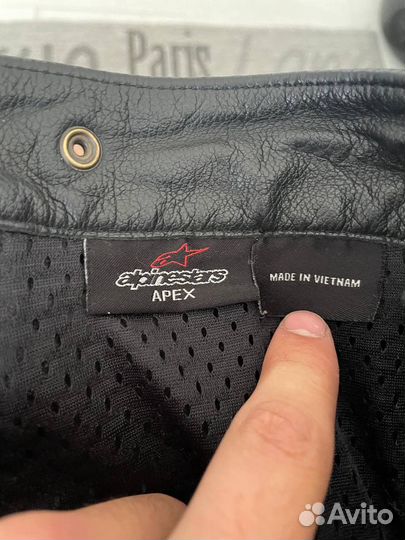 Paris
alpinestars
APEX
MADE IN VIETNAM
Avito